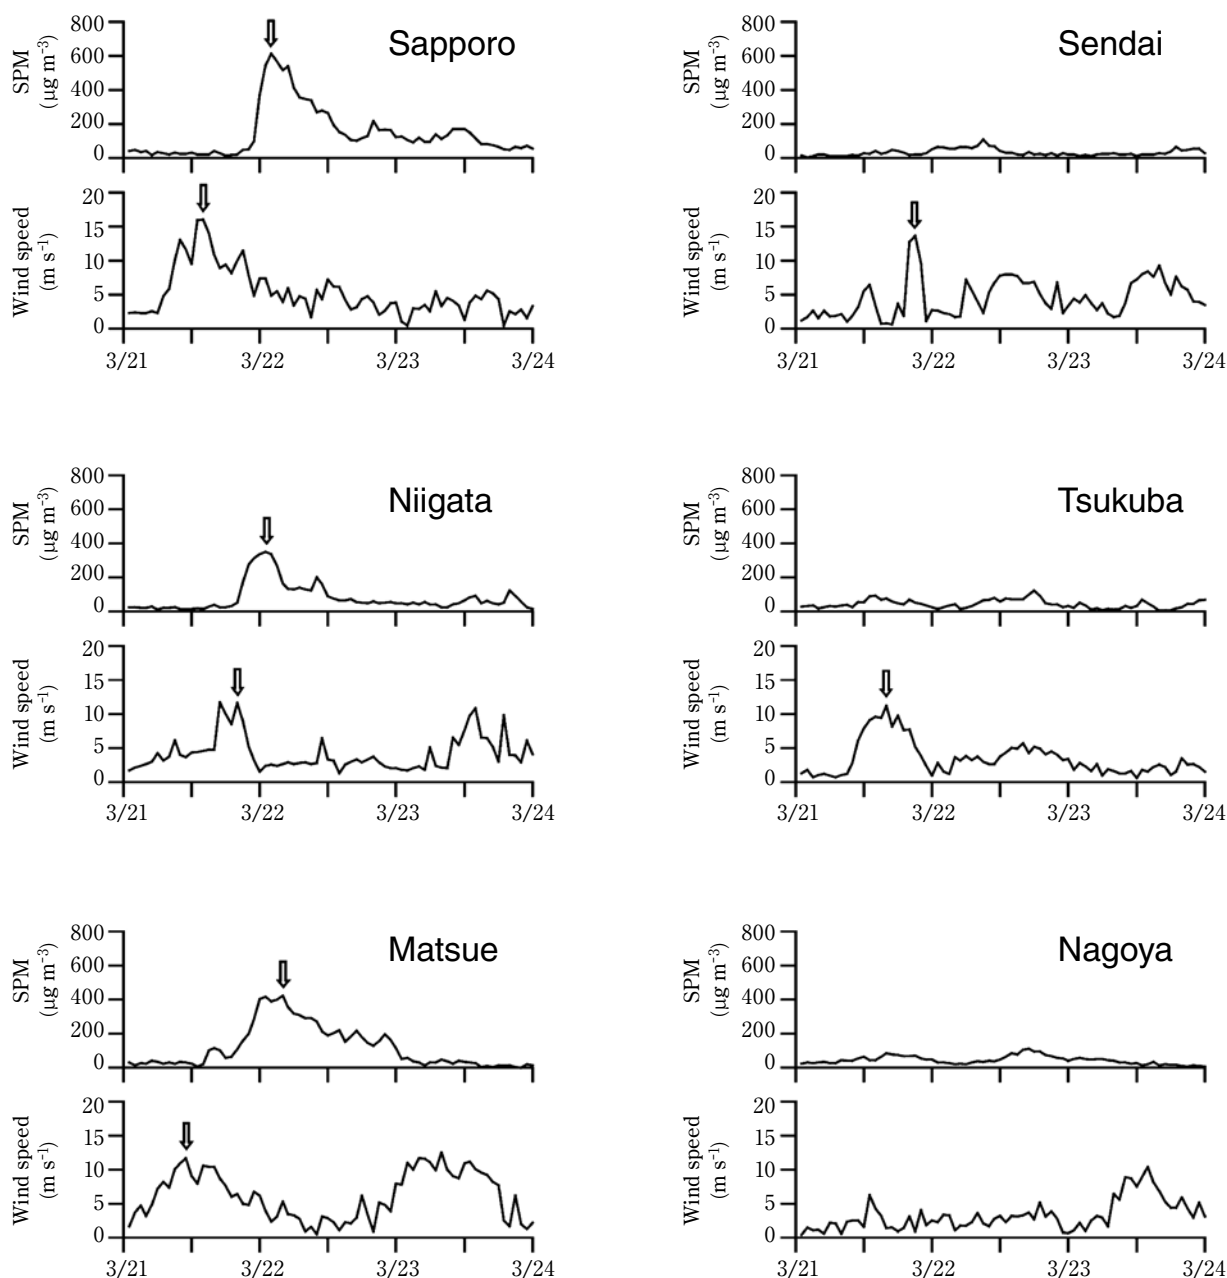 Sapporo
SPM
(µg m-3)
800
600
400
200
0
Wind speed
(m s-1)
20
15
10
5
0
3/21 3/22 3/23 3/24
Sendai
SPM
(µg m-3)
800
600
400
200
0
Wind speed
(m s-1)
20
15
10
5
0
3/21 3/22 3/23 3/24
Niigata
SPM
(µg m-3)
800
600
400
200
0
Wind speed
(m s-1)
20
15
10
5
0
3/21 3/22 3/23 3/24
Tsukuba
SPM
(µg m-3)
800
600
400
200
0
Wind speed
(m s-1)
20
15
10
5
0
3/21 3/22 3/23 3/24
Matsue
SPM
(µg m-3)
800
600
400
200
0
Wind speed
(m s-1)
20
15
10
5
0
3/21 3/22 3/23 3/24
Nagoya
SPM
(µg m-3)
800
600
400
200
0
Wind speed
(m s-1)
20
15
10
5
0
3/21 3/22 3/23 3/24